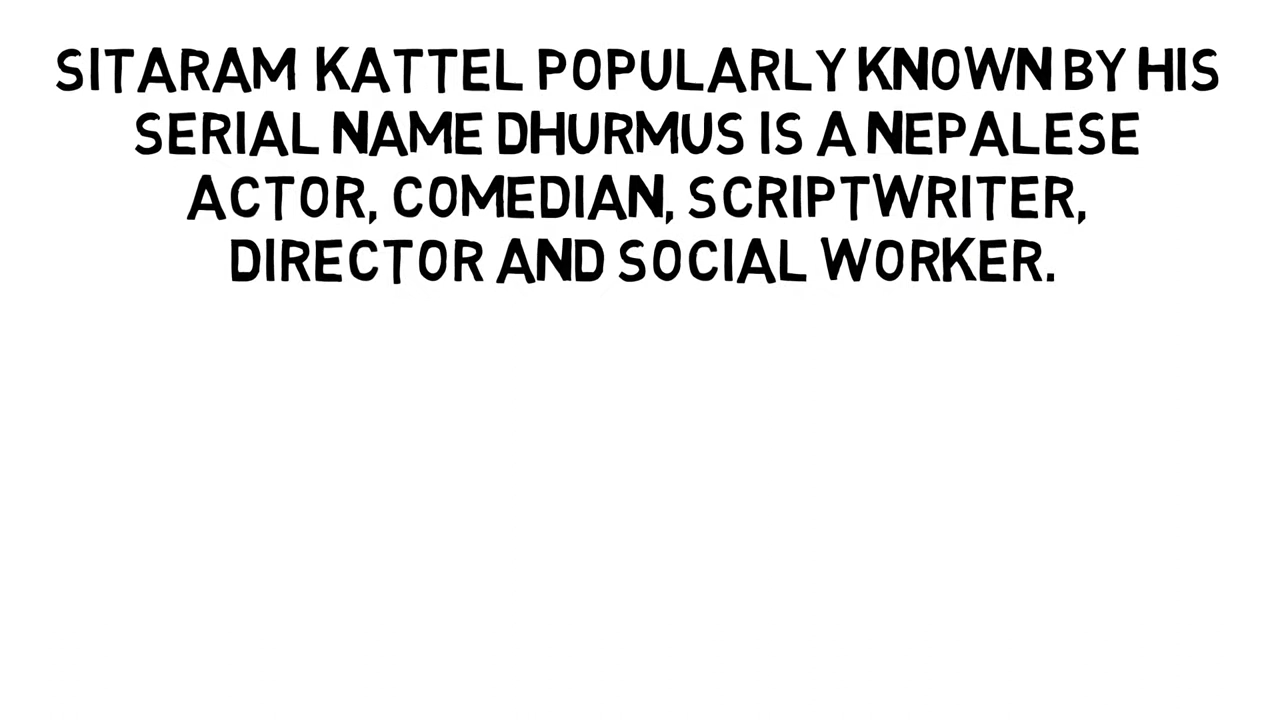 SITARAM KATTEL POPULARLY KNOWN BY HIS
SERIAL NAME DHURMUS IS A NEPALESE
ACTOR, COMEDIAN, SCRIPTWRITER,
DIRECTOR AND SOCIAL WORKER.